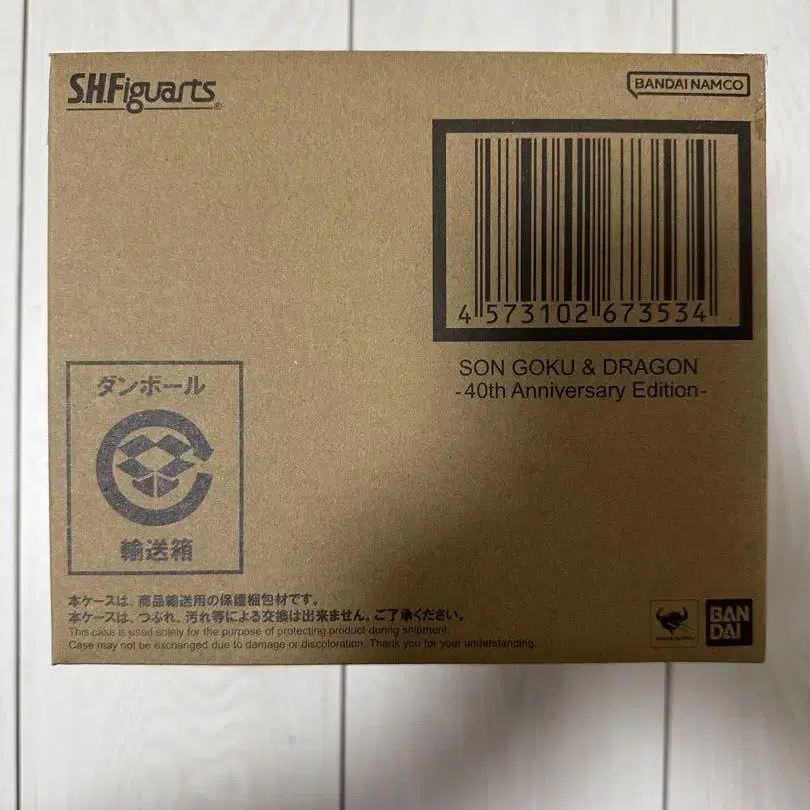 S.H.Figuarts®
BANDAI NAMCO
4 573102 673534
SON GOKU & DRAGON
-40th Anniversary Edition-
ダンボール
輸送箱
本ケースは、商品輸送用の保護梱包材です。
本ケースは、つぶれ、汚れ等による交換は出来ません。ご了承ください。
This case is used solely for the purpose of protecting product during shipment.
Case may not be exchanged due to damage or discoloration. Thank you for your understanding.
BAN
DAI